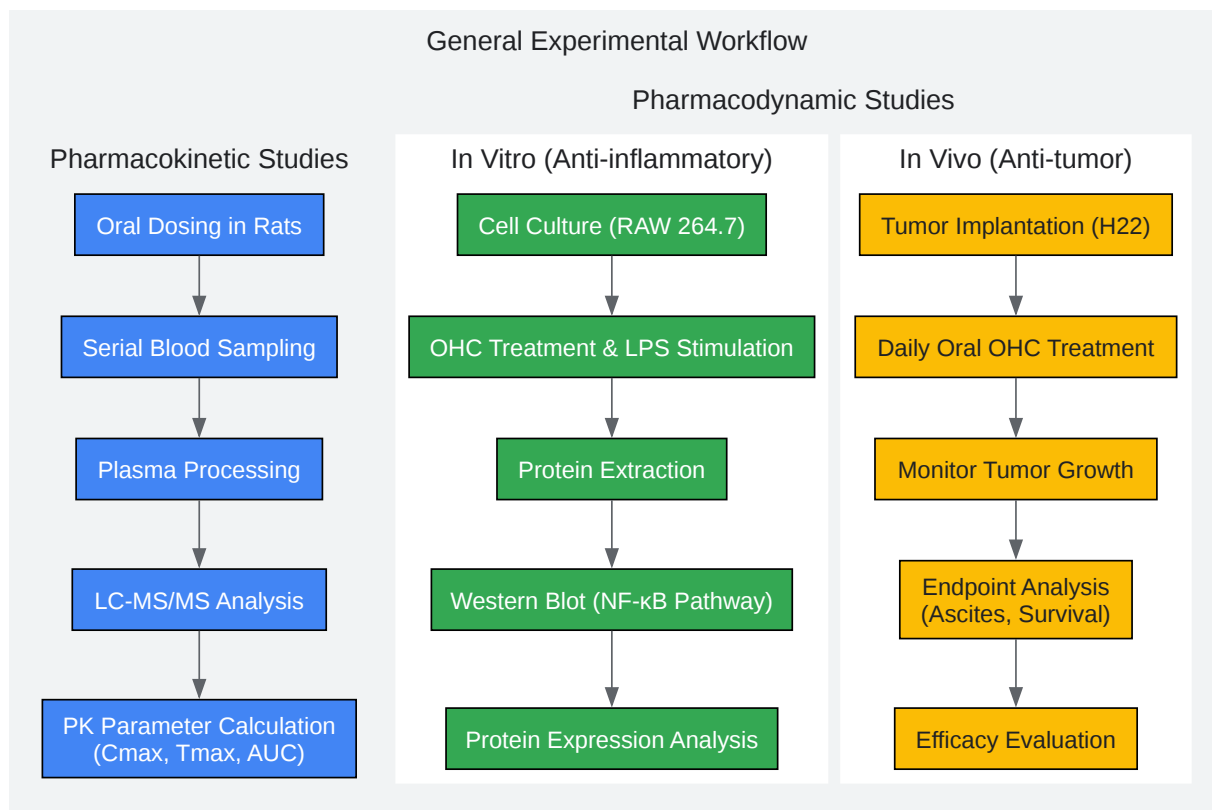 General Experimental Workflow
Pharmacodynamic Studies
Pharmacokinetic Studies
Oral Dosing in Rats
Serial Blood Sampling
Plasma Processing
LC-MS/MS Analysis
PK Parameter Calculation
(Cmax, Tmax, AUC)
In Vitro (Anti-inflammatory)
Cell Culture (RAW 264.7)
OHC Treatment & LPS Stimulation
Protein Extraction
Western Blot (NF-κB Pathway)
Protein Expression Analysis
In Vivo (Anti-tumor)
Tumor Implantation (H22)
Daily Oral OHC Treatment
Monitor Tumor Growth
Endpoint Analysis
(Ascites, Survival)
Efficacy Evaluation